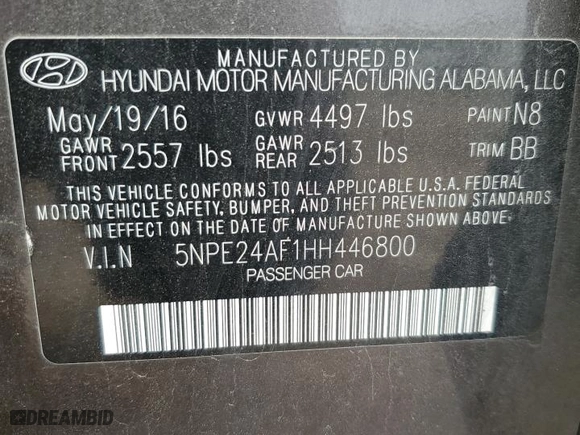 MANUFACTURED BY
HYUNDAI MOTOR MANUFACTURING ALABAMA, LLC
May/19/16 GVWR 4497 lbs PAINT N8
GAWR FRONT 2557 lbs GAWR REAR 2513 lbs TRIM BB
THIS VEHICLE CONFORMS TO ALL APPLICABLE U.S.A. FEDERAL
MOTOR VEHICLE SAFETY, BUMPER, AND THEFT PREVENTION STANDARDS
IN EFFECT ON THE DATE OF MANUFACTURE SHOWN ABOVE.
V.I.N 5NPE24AF1HH446800
PASSENGER CAR
DREAMBID